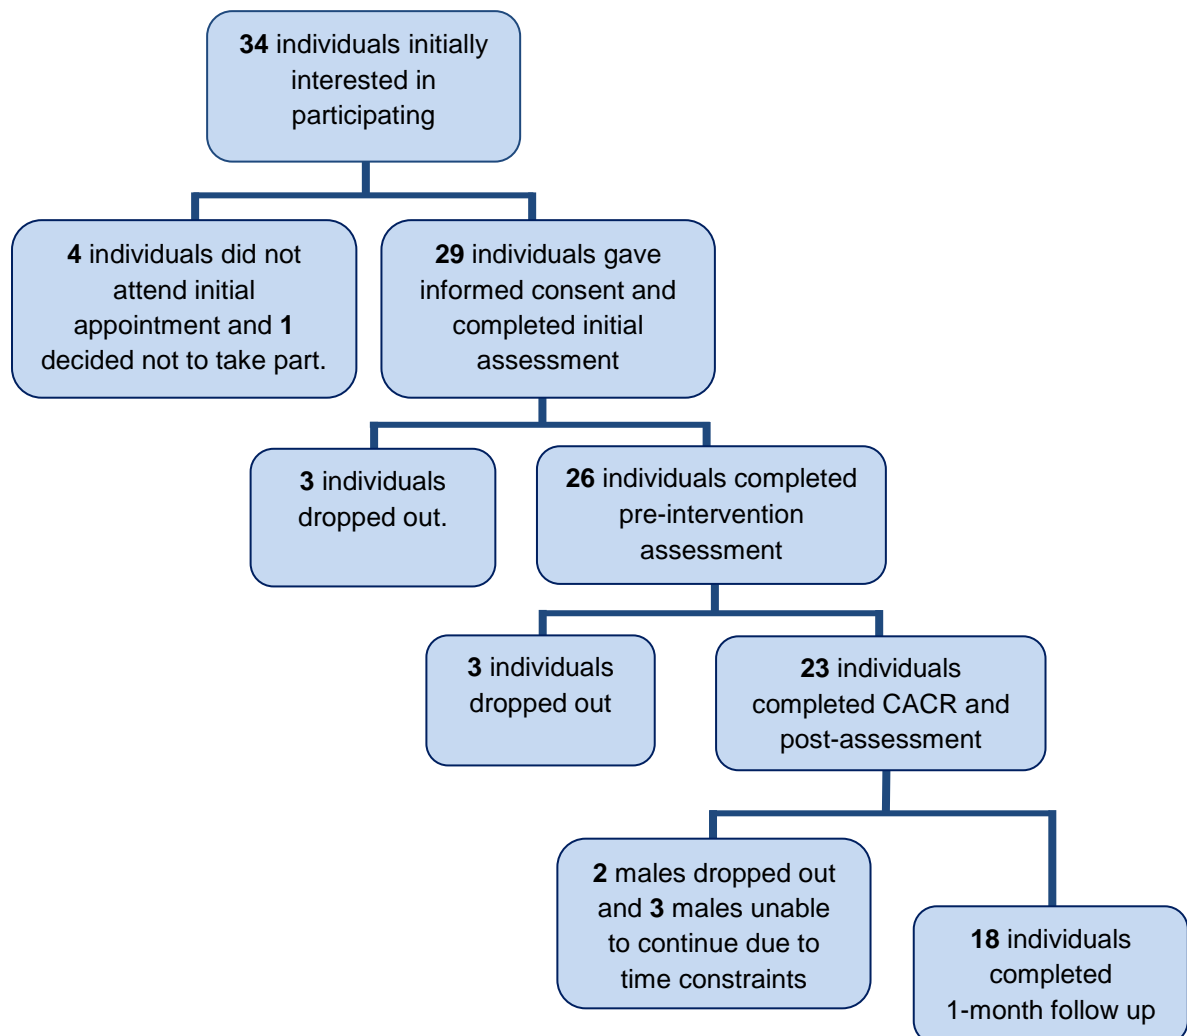 34 individuals initially
interested in
participating
4 individuals did not
attend initial
appointment and 1
decided not to take part.
29 individuals gave
informed consent and
completed initial
assessment
3 individuals
dropped out.
26 individuals completed
pre-intervention
assessment
3 individuals
dropped out
23 individuals
completed CACR and
post-assessment
2 males dropped out
and 3 males unable
to continue due to
time constraints
18 individuals
completed
1-month follow up